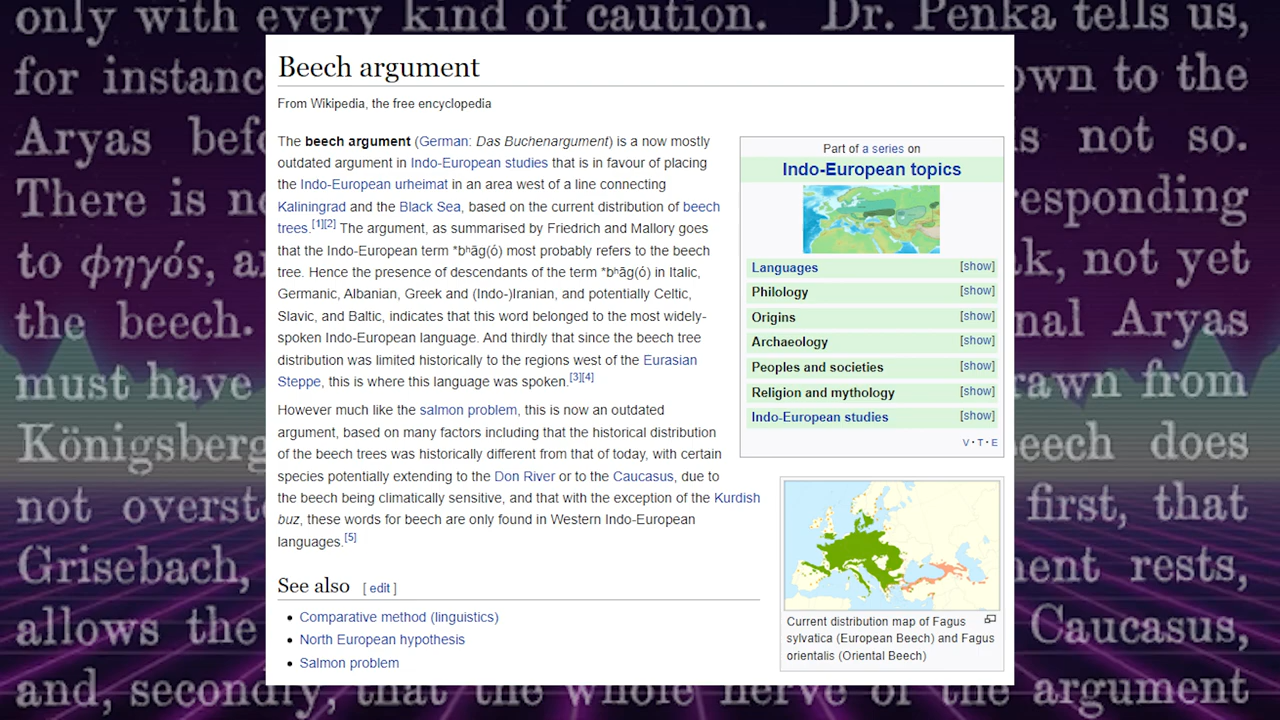 only with every kind of caution. Dr. Penka tells us,
for instanc own to the
Aryas befo s not so.
There is no responding
to φηγός, a k, not yet
the beech. nal Aryas
must have rawn from
Königsberg eech does
not overst first, that
Grisebach, ent rests,
allows the Caucasus,
and, secondly, that the whole nerve of the argument
Beech argument
From Wikipedia, the free encyclopedia
The beech argument (German: Das Buchenargument) is a now mostly
outdated argument in Indo-European studies that is in favour of placing
the Indo-European urheimat in an area west of a line connecting
Kaliningrad and the Black Sea, based on the current distribution of beech
trees.[1][2] The argument, as summarised by Friedrich and Mallory goes
that the Indo-European term *bʰāg(ó) most probably refers to the beech
tree. Hence the presence of descendants of the term *bʰāg(ó) in Italic,
Germanic, Albanian, Greek and (Indo-)Iranian, and potentially Celtic,
Slavic, and Baltic, indicates that this word belonged to the most widely-
spoken Indo-European language. And thirdly that since the beech tree
distribution was limited historically to the regions west of the Eurasian
Steppe, this is where this language was spoken.[3][4]
However much like the salmon problem, this is now an outdated
argument, based on many factors including that the historical distribution
of the beech trees was historically different from that of today, with certain
species potentially extending to the Don River or to the Caucasus, due to
the beech being climatically sensitive, and that with the exception of the Kurdish
buz, these words for beech are only found in Western Indo-European
languages.[5]
See also [ edit ]
• Comparative method (linguistics)
• North European hypothesis
• Salmon problem
Part of a series on
Indo-European topics
Languages [show]
Philology [show]
Origins [show]
Archaeology [show]
Peoples and societies [show]
Religion and mythology [show]
Indo-European studies [show]
V·T·E
Current distribution map of Fagus
sylvatica (European Beech) and Fagus
orientalis (Oriental Beech)